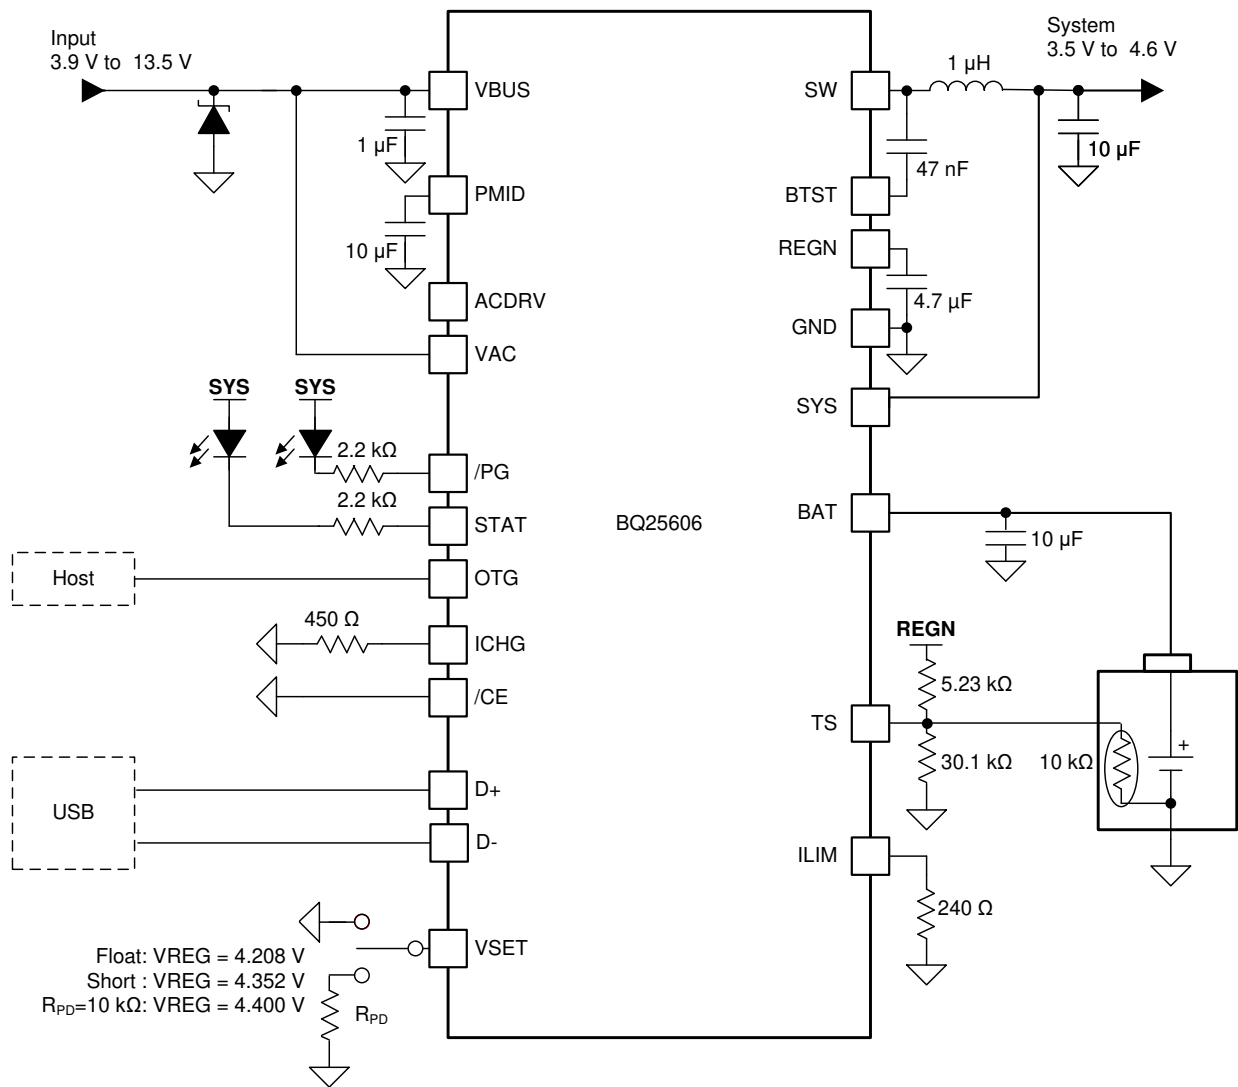 Input
3.9 V to 13.5 V
System
3.5 V to 4.6 V
VBUS
SW
1 µH
1 µF
10 µF
47 nF
PMID
BTST
10 µF
REGN
ACDRV
4.7 µF
GND
VAC
SYS
SYS
SYS
2.2 kΩ
/PG
2.2 kΩ
STAT
BQ25606
BAT
10 µF
Host
OTG
450 Ω
ICHG
REGN
5.23 kΩ
/CE
TS
30.1 kΩ
10 kΩ
+
USB
D+
D-
ILIM
240 Ω
VSET
Float: VREG = 4.208 V
Short : VREG = 4.352 V
RPD=10 kΩ: VREG = 4.400 V
RPD